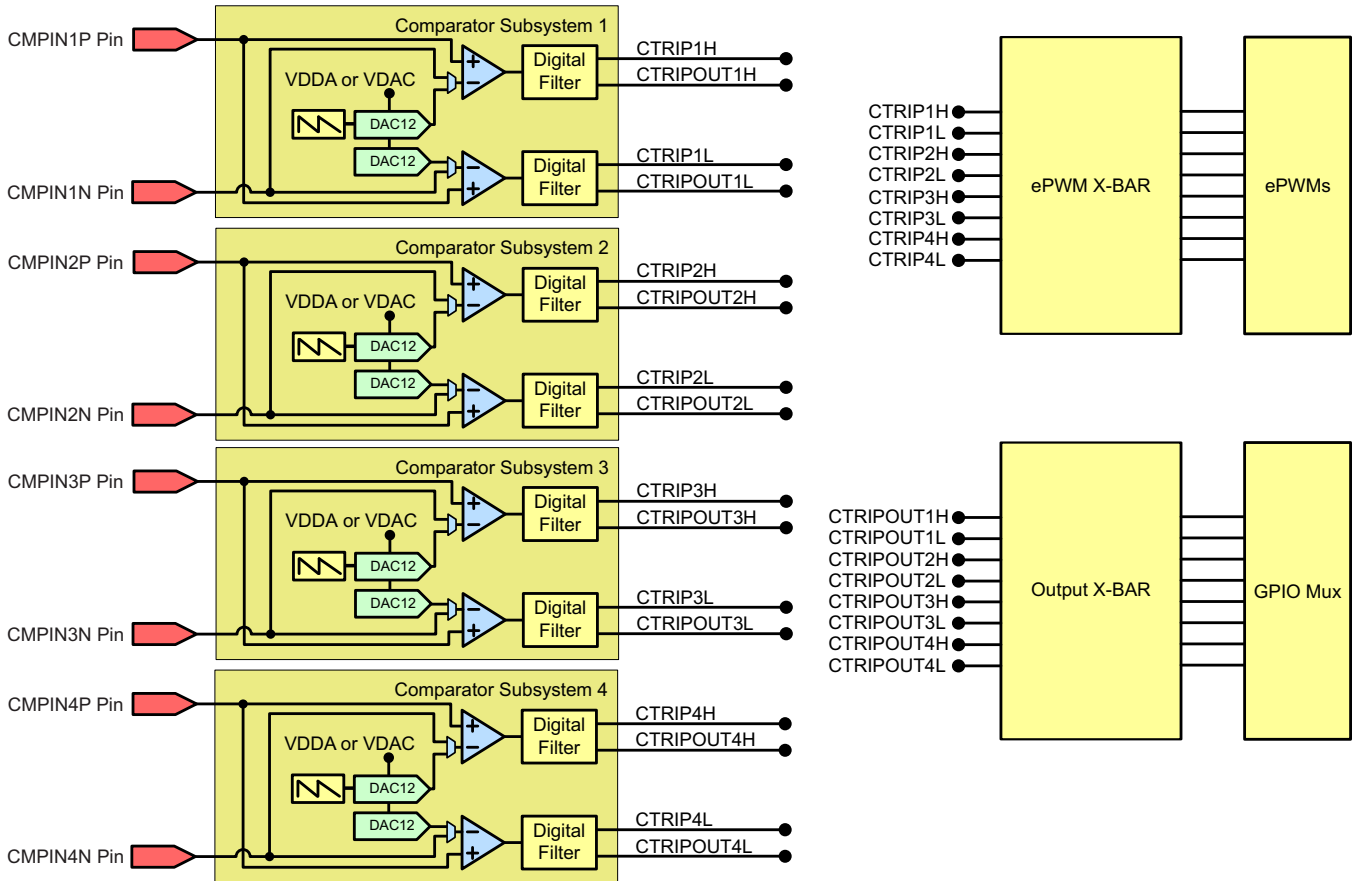 Comparator Subsystem 1
CMPIN1P Pin
VDDA or VDAC
DAC12
DAC12
Digital
Filter
CTRIP1H
CTRIPOUT1H
Digital
Filter
CTRIP1L
CTRIPOUT1L
CMPIN1N Pin
Comparator Subsystem 2
CMPIN2P Pin
VDDA or VDAC
DAC12
DAC12
Digital
Filter
CTRIP2H
CTRIPOUT2H
Digital
Filter
CTRIP2L
CTRIPOUT2L
CMPIN2N Pin
Comparator Subsystem 3
CMPIN3P Pin
VDDA or VDAC
DAC12
DAC12
Digital
Filter
CTRIP3H
CTRIPOUT3H
Digital
Filter
CTRIP3L
CTRIPOUT3L
CMPIN3N Pin
Comparator Subsystem 4
CMPIN4P Pin
VDDA or VDAC
DAC12
DAC12
Digital
Filter
CTRIP4H
CTRIPOUT4H
Digital
Filter
CTRIP4L
CTRIPOUT4L
CMPIN4N Pin
CTRIP1H
CTRIP1L
CTRIP2H
CTRIP2L
CTRIP3H
CTRIP3L
CTRIP4H
CTRIP4L
ePWM X-BAR
ePWMs
CTRIPOUT1H
CTRIPOUT1L
CTRIPOUT2H
CTRIPOUT2L
CTRIPOUT3H
CTRIPOUT3L
CTRIPOUT4H
CTRIPOUT4L
Output X-BAR
GPIO Mux